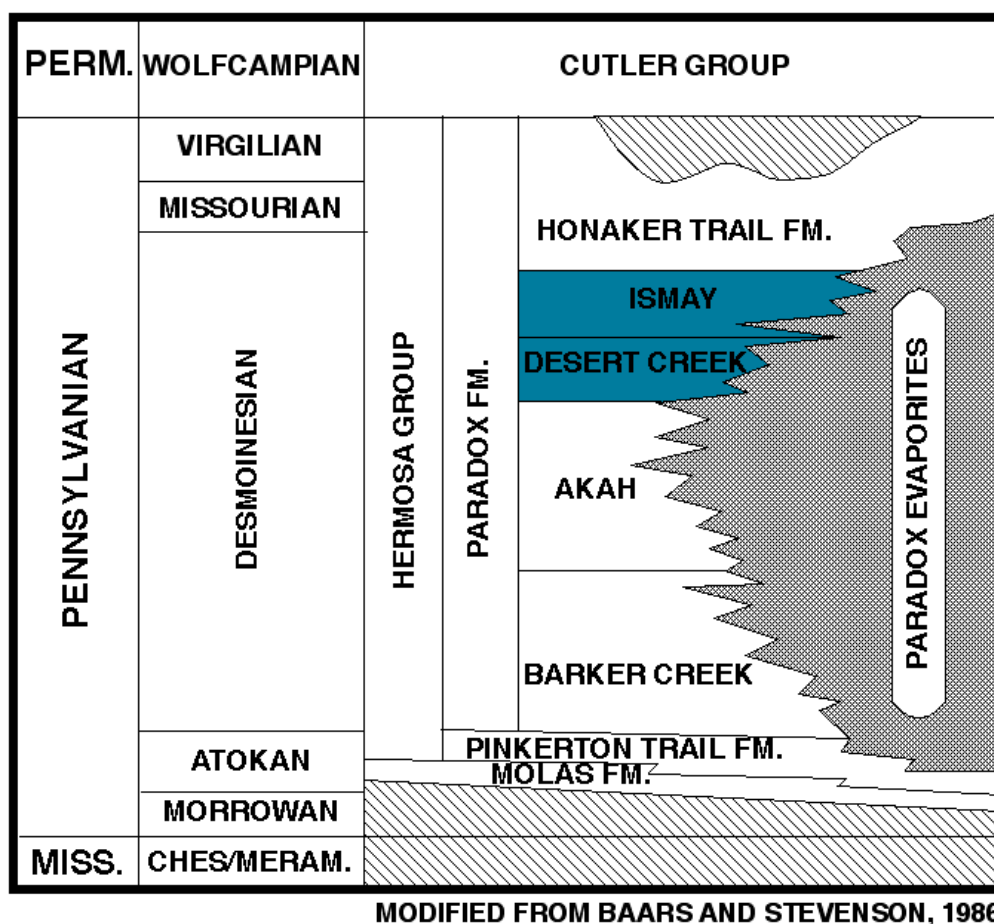 PERM.
WOLFCAMPIAN
CUTLER GROUP
PENNSYLVANIAN
VIRGILIAN
MISSOURIAN
DESMOINESIAN
ATOKAN
MORROWAN
HERMOSA GROUP
PARADOX FM.
HONAKER TRAIL FM.
ISMAY
DESERT CREEK
AKAH
BARKER CREEK
PARADOX EVAPORITES
PINKERTON TRAIL FM.
MOLAS FM.
MISS.
CHES/MERAM.
MODIFIED FROM BAARS AND STEVENSON, 1986